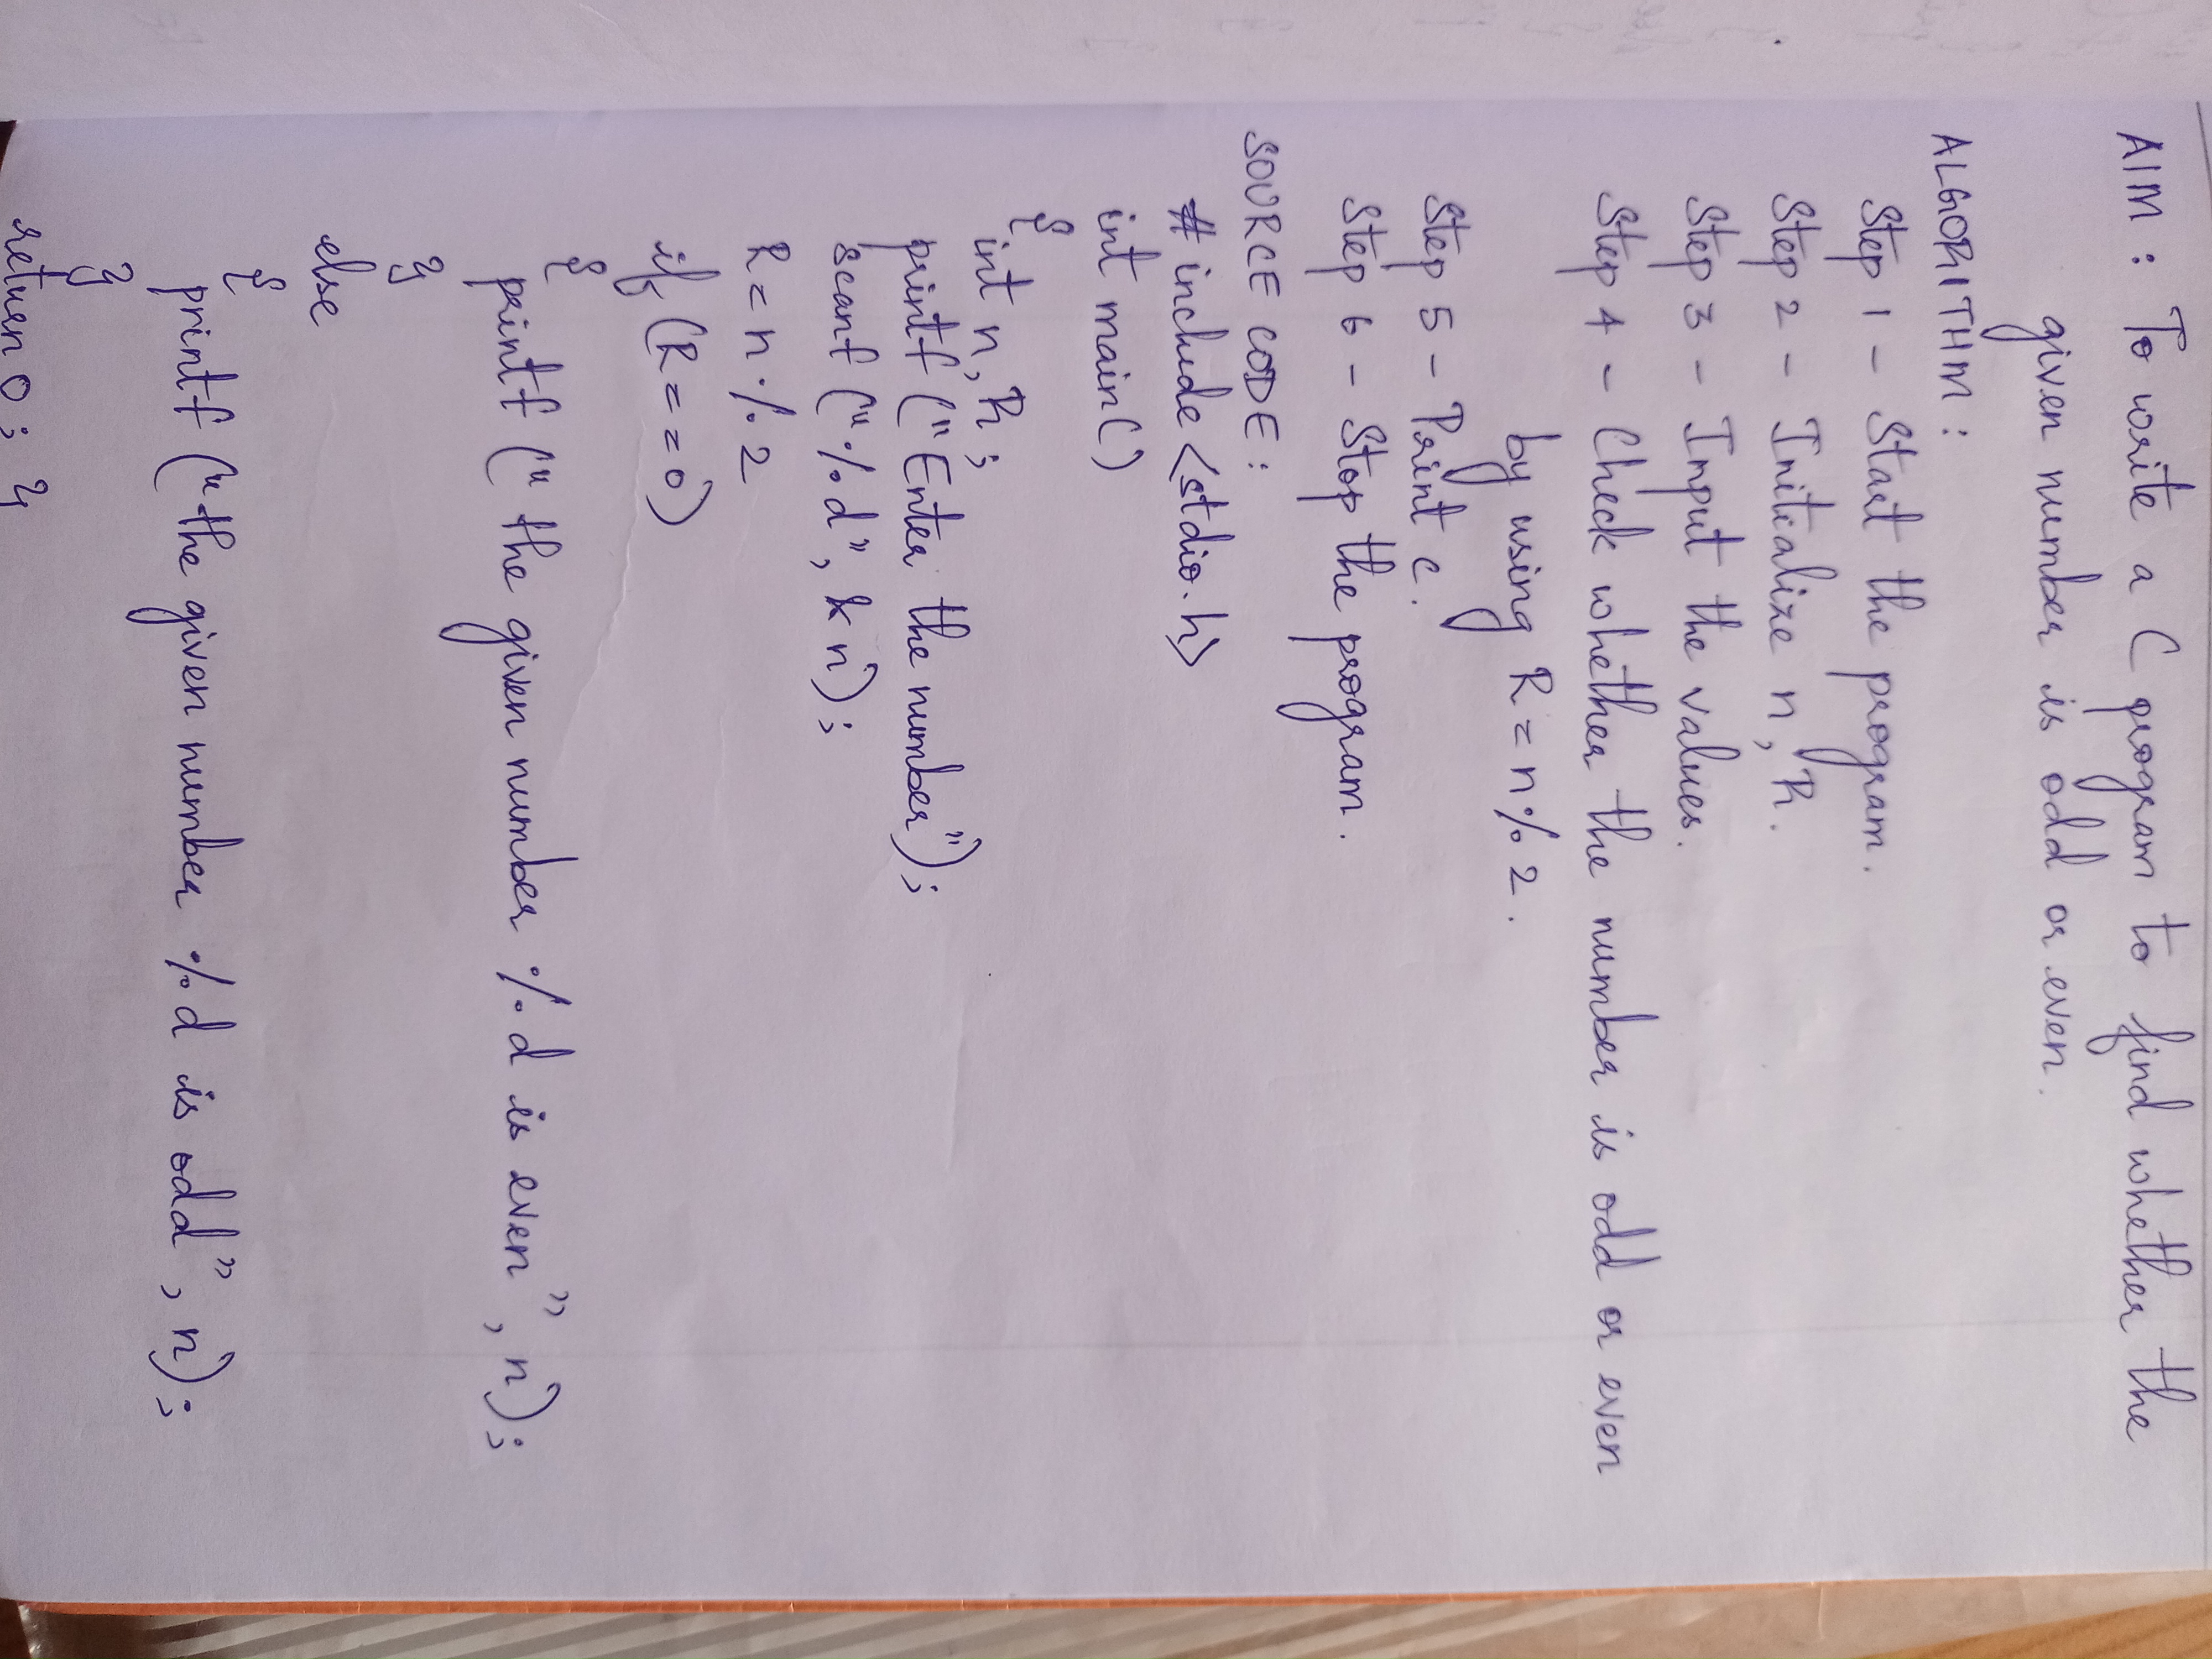 AIM : To write a C program to find whether the
given number is odd or even.
ALGORITHM :
Step 1 - Start the program.
Step 2 - Initialize n, R.
Step 3 - Input the values.
Step 4 - Check whether the number is odd or even
by using R = n % 2.
Step 5 - Print c.
Step 6 - Stop the program.
SOURCE CODE :
# include <stdio.h>
int main()
{
int n, R;
printf ("Enter the number");
scanf ("%d", &n);
R = n % 2
if (R = = 0)
{
printf (" the given number %d is even", n);
}
else
{
printf ("the given number %d is odd", n);
}
return 0; }